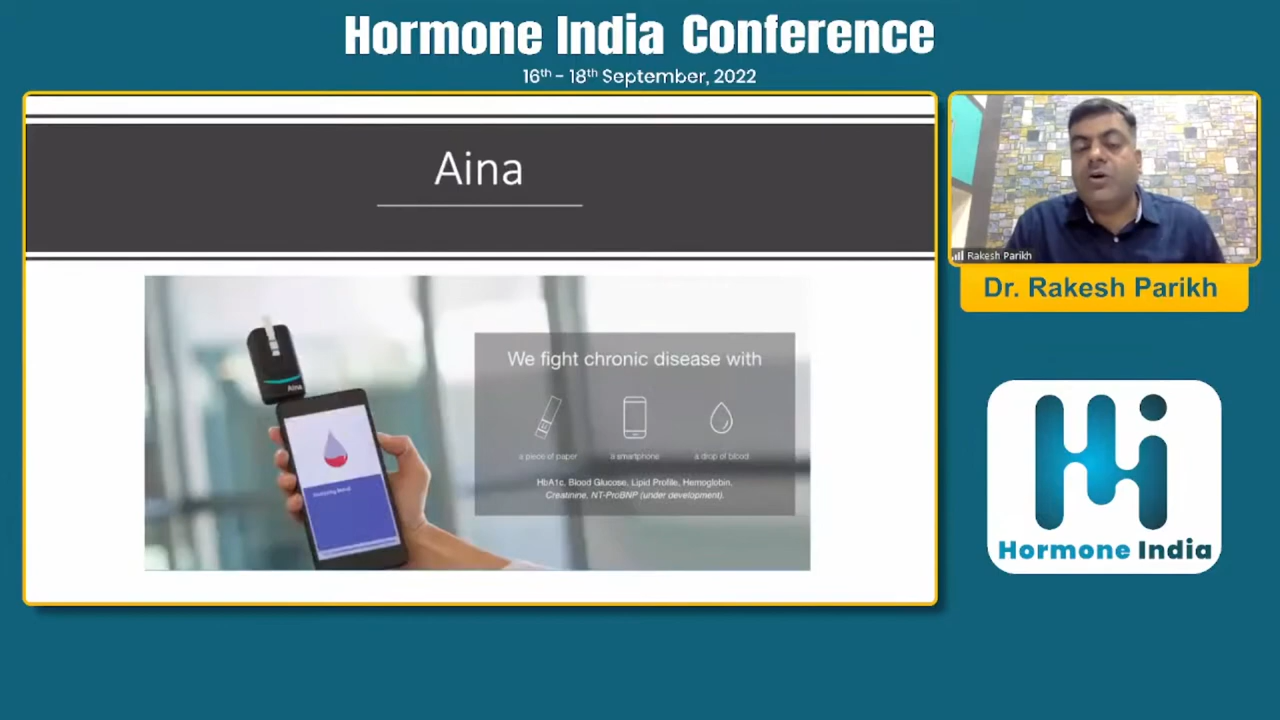 Hormone India Conference
16th - 18th September, 2022
Aina
Aina
We fight chronic disease with
a piece of paper
a smartphone
a drop of blood
HbA1c, Blood Glucose, Lipid Profile, Hemoglobin,
Creatinine, NT-ProBNP (under development).
Rakesh Parikh
Dr. Rakesh Parikh
Hormone India